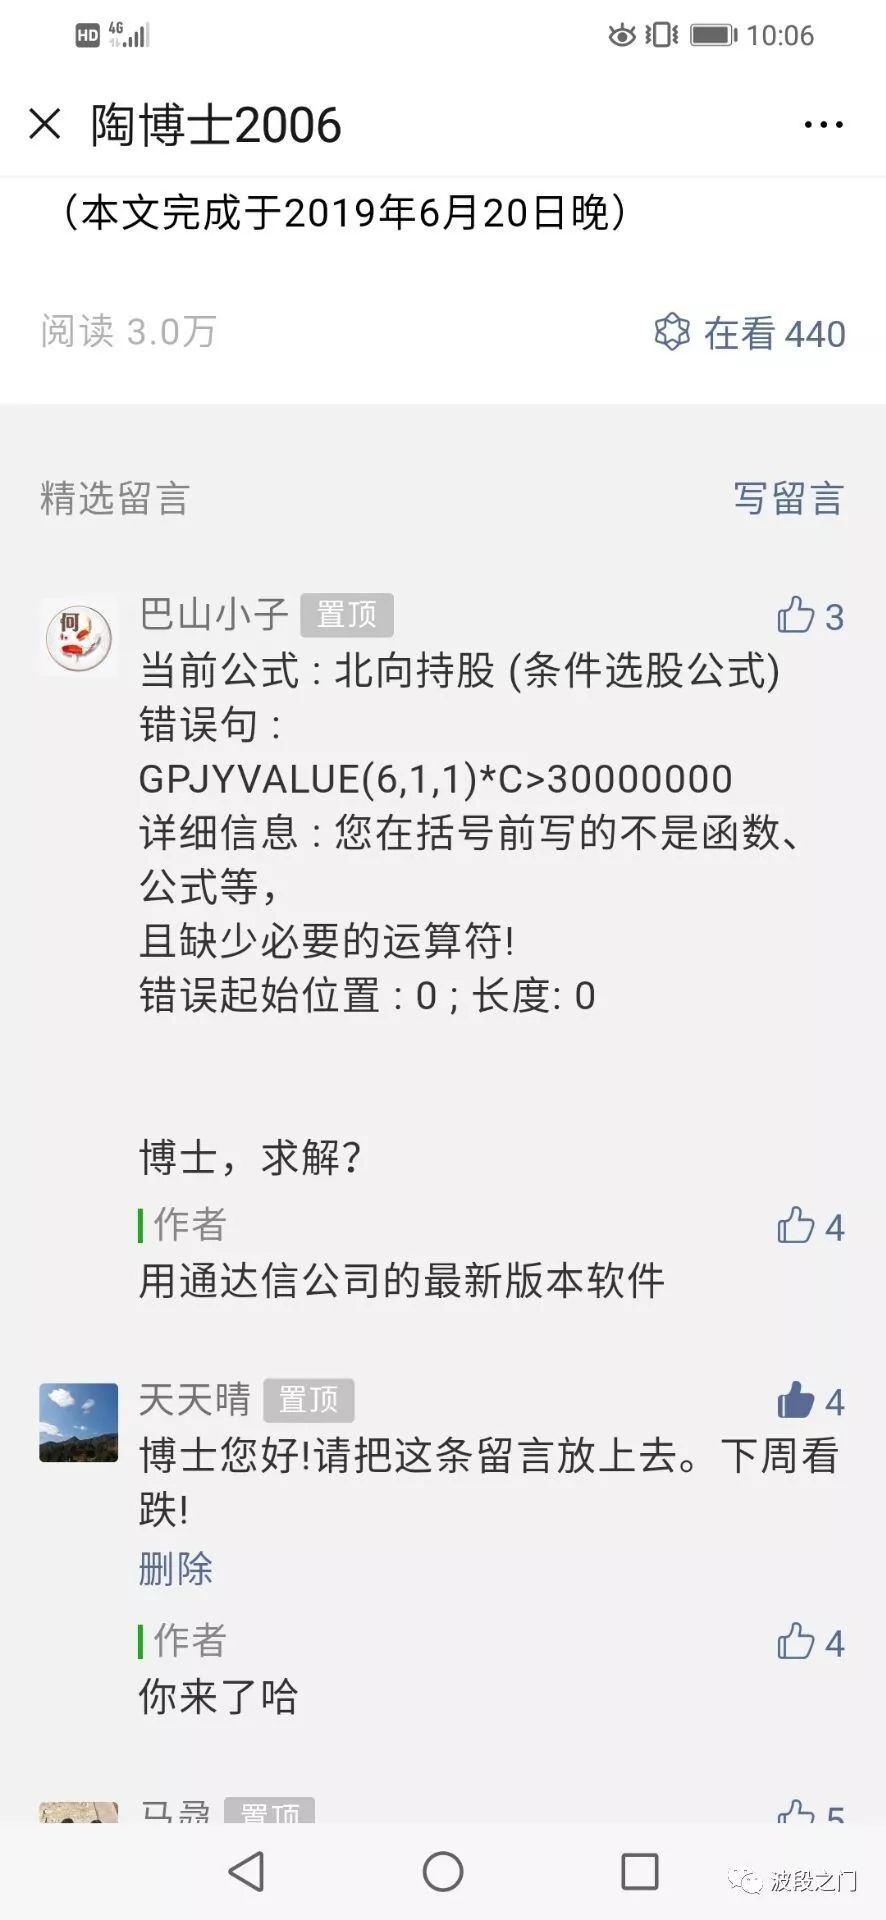 HD 4G 10:06
陶博士2006
（本文完成于2019年6月20日晚）
阅读 3.0万 在看 440
精选留言 写留言
何
巴山小子 置顶 3
当前公式 : 北向持股 (条件选股公式)
错误句 :
GPJYVALUE(6,1,1)*C>30000000
详细信息 : 您在括号前写的不是函数、
公式等，
且缺少必要的运算符!
错误起始位置 : 0 ; 长度: 0
博士，求解?
作者 4
用通达信公司的最新版本软件
天天晴 置顶 4
博士您好!请把这条留言放上去。下周看
跌!
删除
作者 4
你来了哈
马骉 置顶 5
波段之门